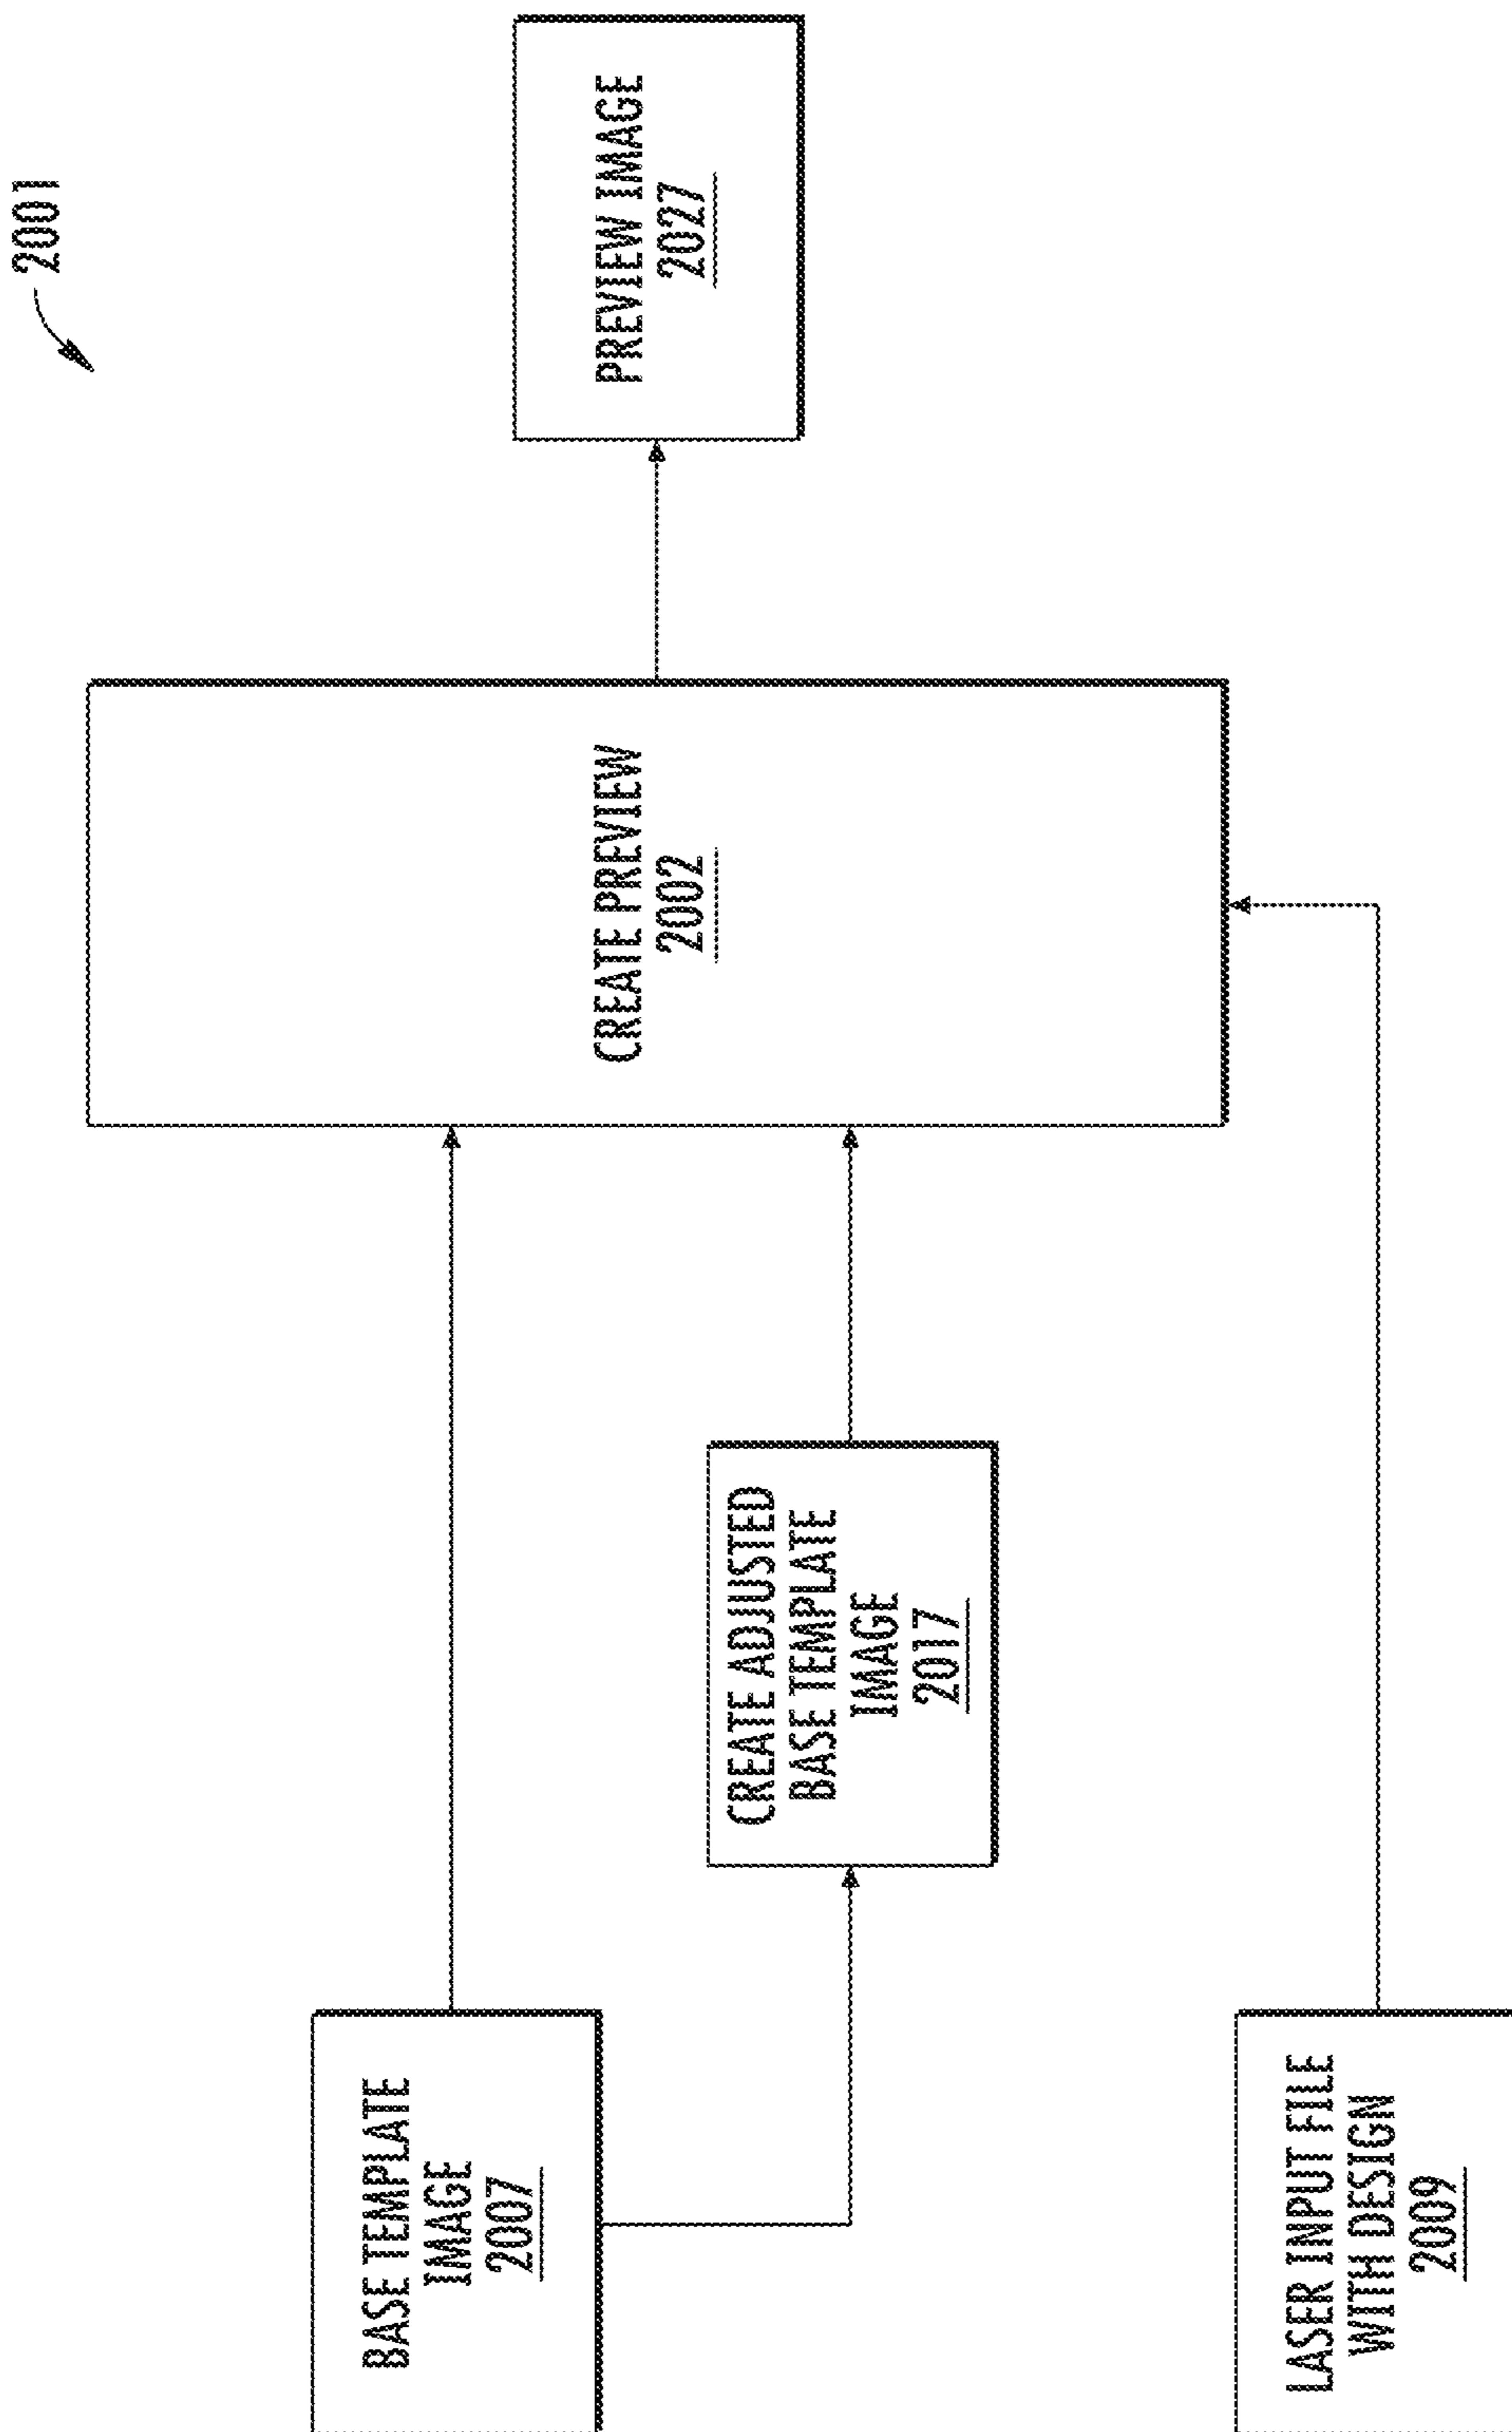 2001
BASE TEMPLATE
IMAGE
2007
CREATE ADJUSTED
BASE TEMPLATE
IMAGE
2017
LASER INPUT FILE
WITH DESIGN
2009
CREATE PREVIEW
2002
PREVIEW IMAGE
2027